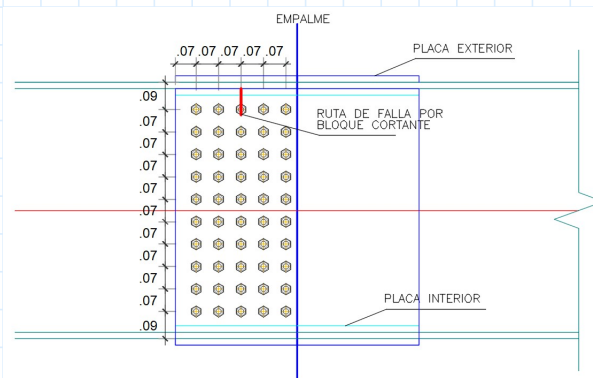 EMPALME
PLACA EXTERIOR
.07 .07 .07 .07 .07
.09
RUTA DE FALLA POR
BLOQUE CORTANTE
.07
.07
.07
.07
.07
.07
.07
.07
.07
PLACA INTERIOR
.09